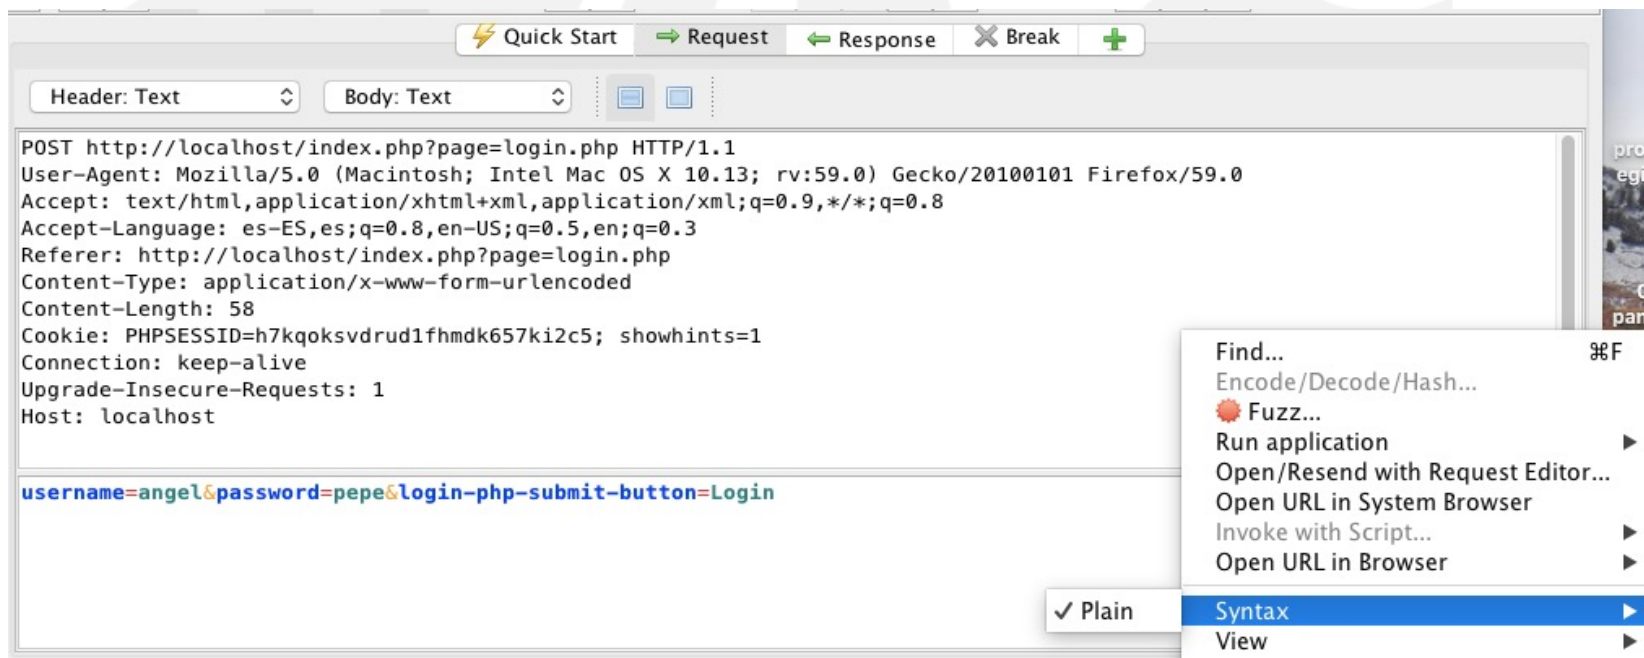 Quick Start Request Response Break
Header: Text Body: Text
POST http://localhost/index.php?page=login.php HTTP/1.1
User-Agent: Mozilla/5.0 (Macintosh; Intel Mac OS X 10.13; rv:59.0) Gecko/20100101 Firefox/59.0
Accept: text/html,application/xhtml+xml,application/xml;q=0.9,*/*;q=0.8
Accept-Language: es-ES,es;q=0.8,en-US;q=0.5,en;q=0.3
Referer: http://localhost/index.php?page=login.php
Content-Type: application/x-www-form-urlencoded
Content-Length: 58
Cookie: PHPSESSID=h7kqoksvdrud1fhmdk657ki2c5; showhints=1
Connection: keep-alive
Upgrade-Insecure-Requests: 1
Host: localhost
username=angel&password=pepe&login-php-submit-button=Login
Find... ⌘F
Encode/Decode/Hash...
Fuzz...
Run application
Open/Resend with Request Editor...
Open URL in System Browser
Invoke with Script...
Open URL in Browser
✓ Plain
Syntax
View